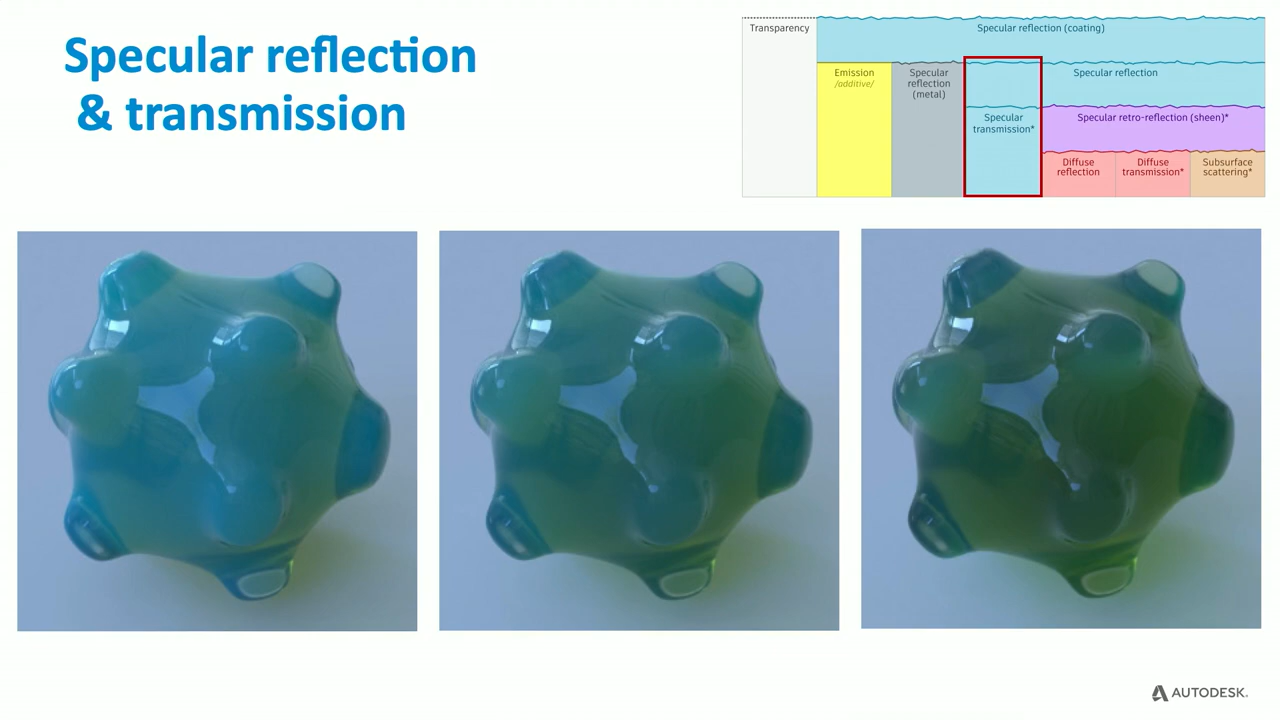 Specular reflection
& transmission
Transparency
Specular reflection (coating)
Emission
/additive/
Specular
reflection
(metal)
Specular reflection
Specular
transmission*
Specular retro-reflection (sheen)*
Diffuse
reflection
Diffuse
transmission*
Subsurface
scattering*
AUTODESK.